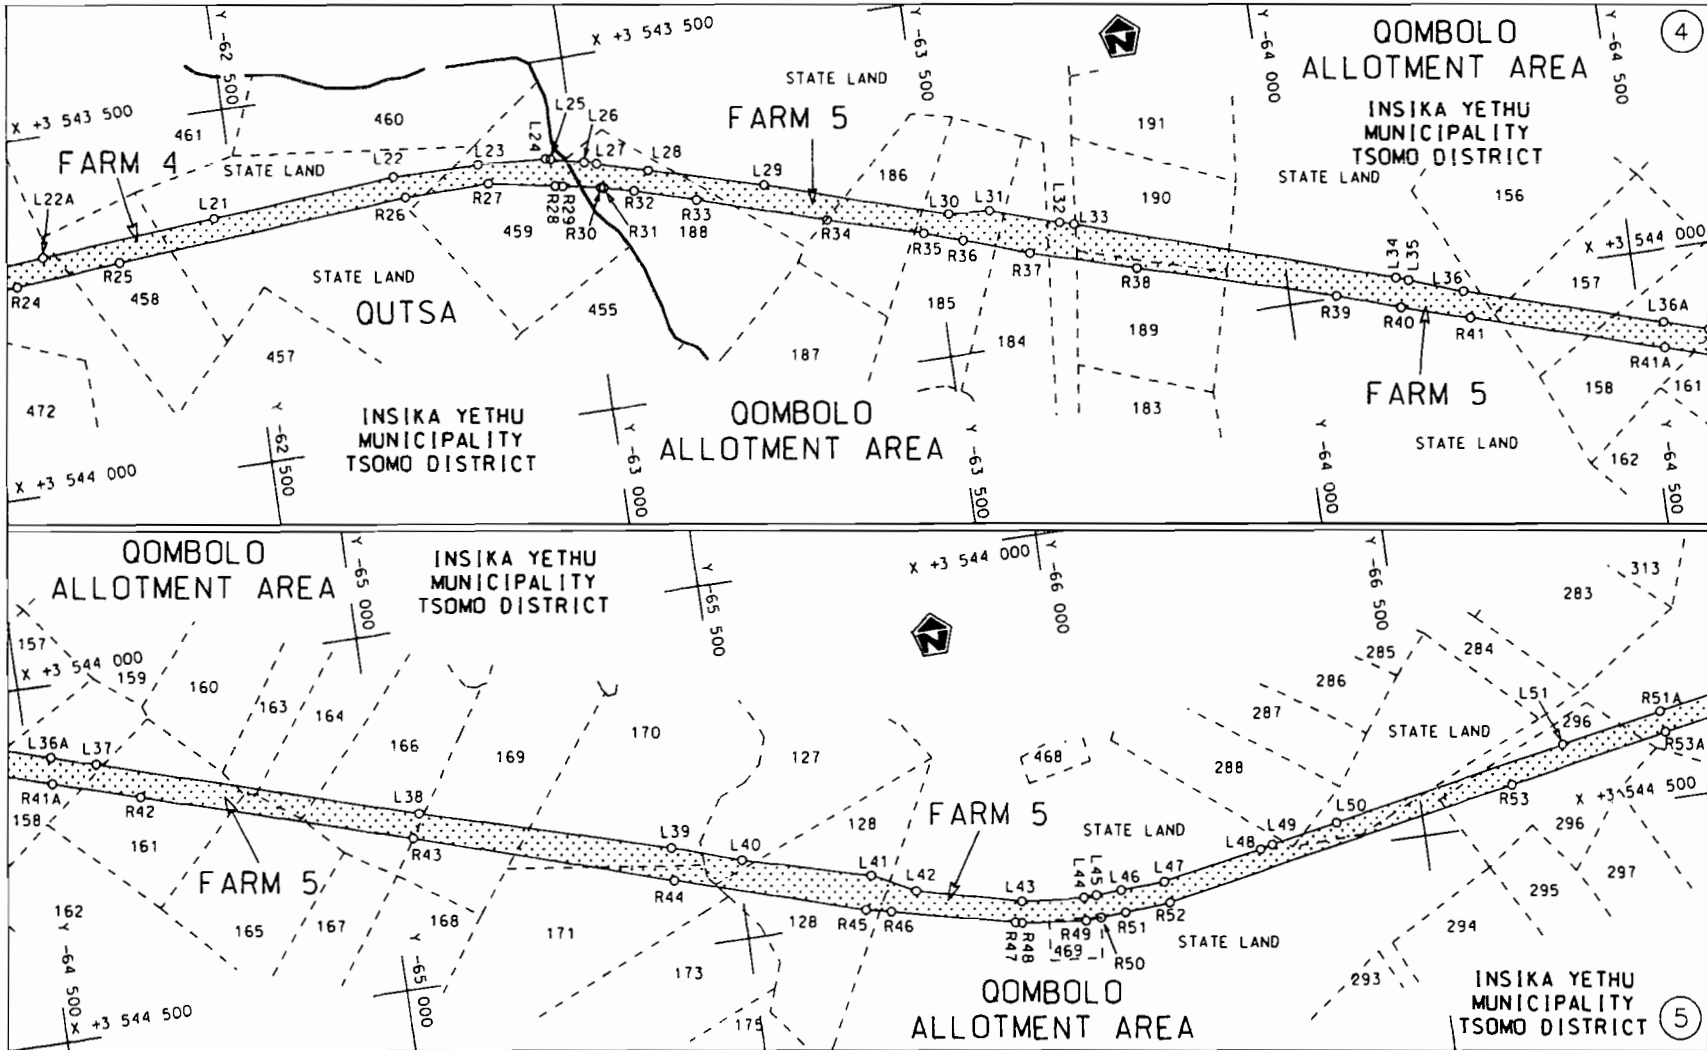 Y -62 500
X +3 543 500
Y -63 500
N
Y -64 000
QOMBOLO
ALLOTMENT AREA
Y -64 500
4
STATE LAND
INSIKA YETHU
MUNICIPALITY
TSOMO DISTRICT
X +3 543 500
461
460
L24
L25
L26
FARM 5
191
FARM 4
STATE LAND
L22
L23
L27
L28
L29
186
190
STATE LAND
156
L22A
L21
R26
R27
459
R28
R29
R30
R31
R32
R33
188
R34
L30
L31
L32
L33
R35
R36
R37
R38
X +3 544 000
R24
R25
458
STATE LAND
QUTSA
455
185
184
189
L34
L35
L36
157
L36A
R39
R40
R41
R41A
457
187
183
FARM 5
158
161
472
INSIKA YETHU
MUNICIPALITY
TSOMO DISTRICT
QOMBOLO
ALLOTMENT AREA
STATE LAND
162
X +3 544 000
Y -62 500
Y -63 000
Y -63 500
Y -64 000
Y -64 500
QOMBOLO
ALLOTMENT AREA
Y -65 000
INSIKA YETHU
MUNICIPALITY
TSOMO DISTRICT
Y -65 500
X +3 544 000
Y -66 000
Y -66 500
313
283
N
157
X +3 544 000
159
160
163
164
166
169
170
127
468
288
287
286
285
284
STATE LAND
L51
296
R51A
R53A
L36A
L37
R41A
R42
158
161
FARM 5
L38
R43
L39
L40
R44
128
FARM 5
STATE LAND
L41
L42
L43
L44
L45
L46
L47
L48
L49
L50
R53
X +3 544 500
296
297
295
294
293
162
165
167
168
171
173
175
128
R45
R46
R47
R48
R49
469
R50
R51
R52
STATE LAND
Y -64 500
X +3 544 500
Y -65 000
QOMBOLO
ALLOTMENT AREA
INSIKA YETHU
MUNICIPALITY
TSOMO DISTRICT
5